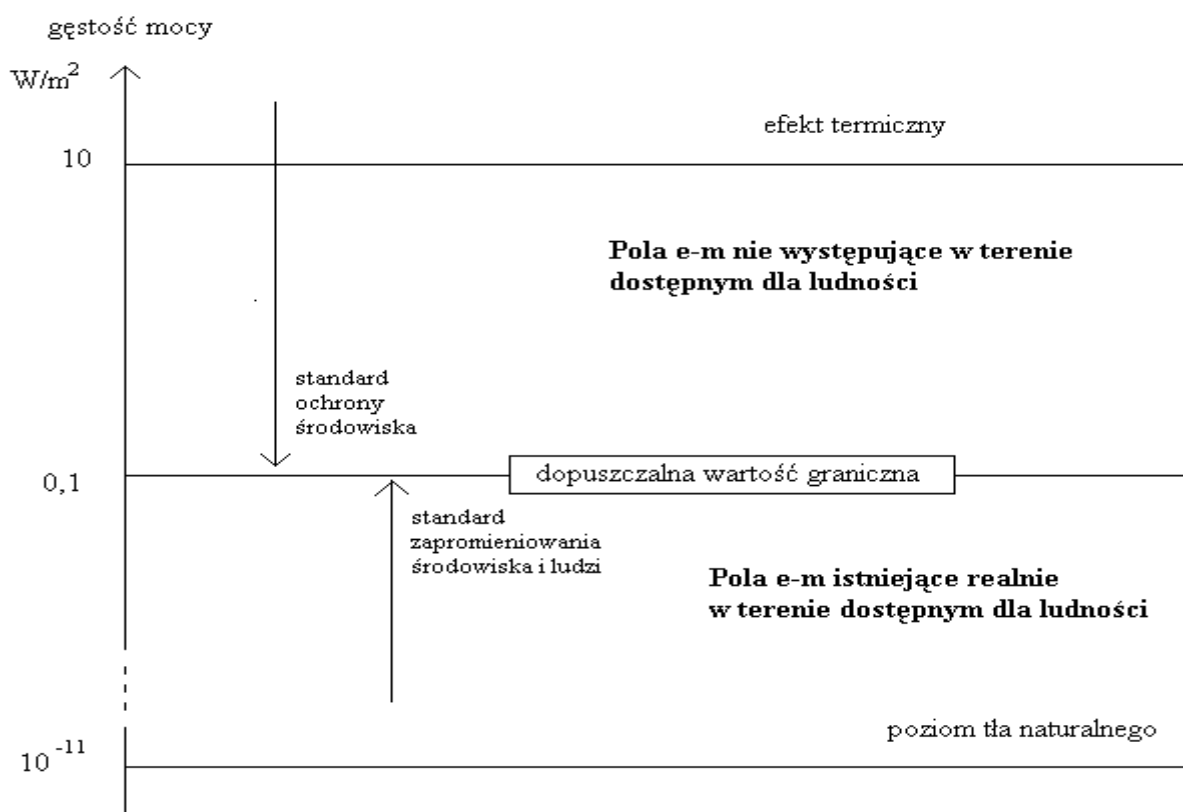 gęstość mocy
W/m²
efekt termiczny
10
Pola e-m nie występujące w terenie
dostępnym dla ludności
standard
ochrony
środowiska
0,1
dopuszczalna wartość graniczna
standard
zapromieniowania
środowiska i ludzi
Pola e-m istniejące realnie
w terenie dostępnym dla ludności
poziom tła naturalnego
10⁻¹¹